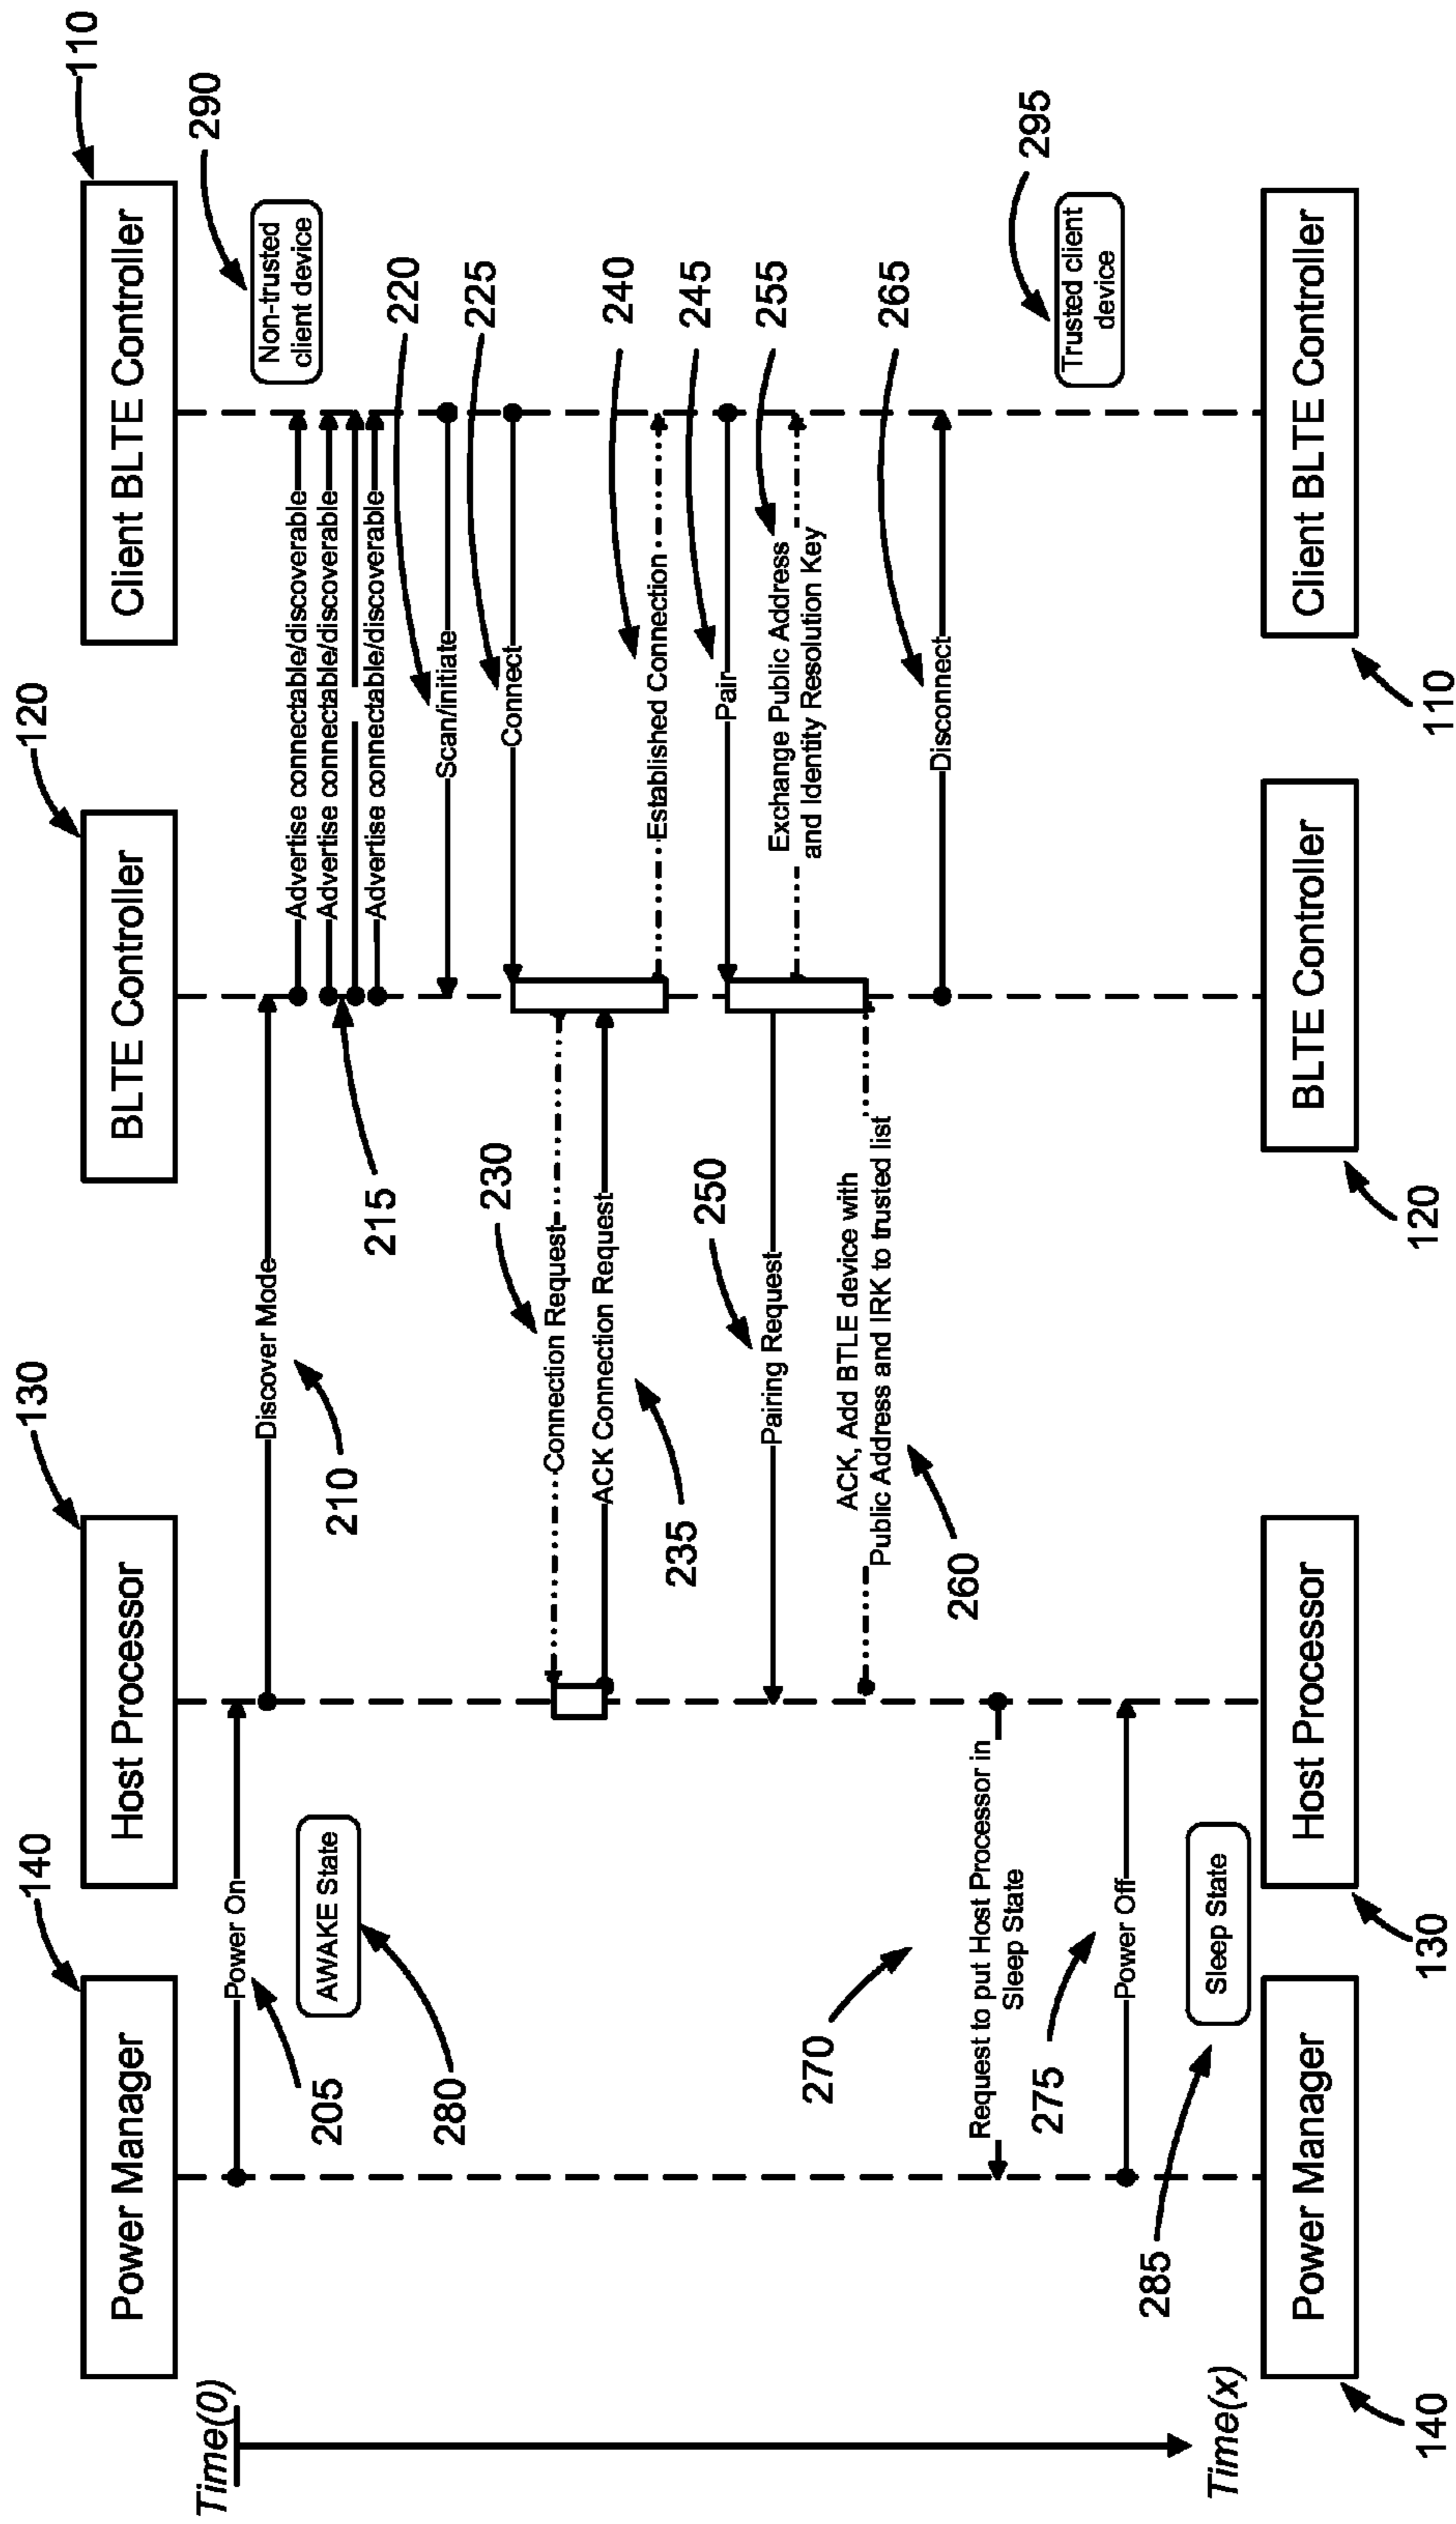 140
130
120
110
Power Manager
Host Processor
BLTE Controller
Client BLTE Controller
Time(0)
Power On
205
290
Non-trusted
client device
Discover Mode
210
AWAKE State
280
Advertise connectable/discoverable
Advertise connectable/discoverable
Advertise connectable/discoverable
215
220
Scan/initiate
225
Connect
230
Connection Request
ACK Connection Request
235
240
Established Connection
245
Pair
250
Pairing Request
255
Exchange Public Address
and Identity Resolution Key
ACK, Add BTLE device with
Public Address and IRK to trusted list
260
265
Disconnect
270
Request to put Host Processor in
Sleep State
295
Trusted client
device
275
Power Off
285
Sleep State
Time(x)
Power Manager
Host Processor
BLTE Controller
Client BLTE Controller
140
130
120
110